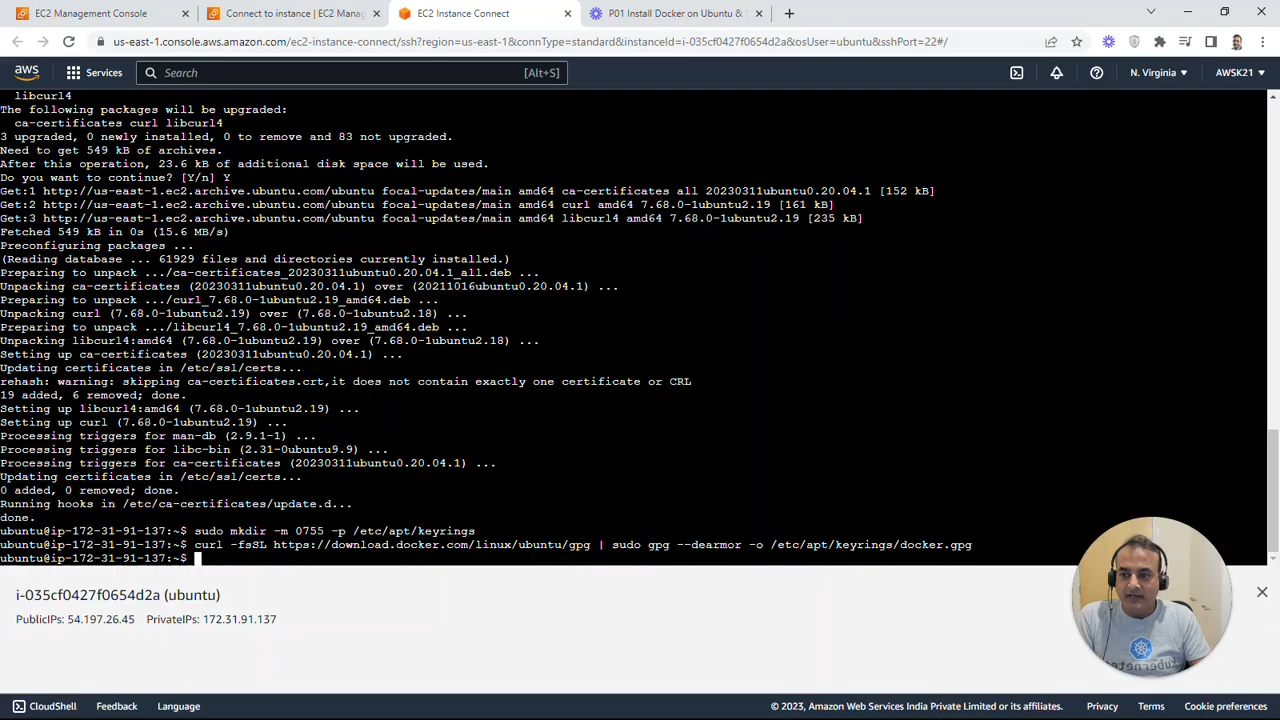 EC2 Management Console
Connect to instance | EC2 Manag
EC2 Instance Connect
P01 Install Docker on Ubuntu &
us-east-1.console.aws.amazon.com/ec2-instance-connect/ssh?region=us-east-1&connType=standard&instanceId=i-035cf0427f0654d2a&osUser=ubuntu&sshPort=22#/
aws
Services
Search
[Alt+S]
N. Virginia
AWSK21
libcurl4
The following packages will be upgraded:
ca-certificates curl libcurl4
3 upgraded, 0 newly installed, 0 to remove and 83 not upgraded.
Need to get 549 kB of archives.
After this operation, 23.6 kB of additional disk space will be used.
Do you want to continue? [Y/n] Y
Get:1 http://us-east-1.ec2.archive.ubuntu.com/ubuntu focal-updates/main amd64 ca-certificates all 20230311ubuntu0.20.04.1 [152 kB]
Get:2 http://us-east-1.ec2.archive.ubuntu.com/ubuntu focal-updates/main amd64 curl amd64 7.68.0-1ubuntu2.19 [161 kB]
Get:3 http://us-east-1.ec2.archive.ubuntu.com/ubuntu focal-updates/main amd64 libcurl4 amd64 7.68.0-1ubuntu2.19 [235 kB]
Fetched 549 kB in 0s (15.6 MB/s)
Preconfiguring packages ...
(Reading database ... 61929 files and directories currently installed.)
Preparing to unpack .../ca-certificates_20230311ubuntu0.20.04.1_all.deb ...
Unpacking ca-certificates (20230311ubuntu0.20.04.1) over (20211016ubuntu0.20.04.1) ...
Preparing to unpack .../curl_7.68.0-1ubuntu2.19_amd64.deb ...
Unpacking curl (7.68.0-1ubuntu2.19) over (7.68.0-1ubuntu2.18) ...
Preparing to unpack .../libcurl4_7.68.0-1ubuntu2.19_amd64.deb ...
Unpacking libcurl4:amd64 (7.68.0-1ubuntu2.19) over (7.68.0-1ubuntu2.18) ...
Setting up ca-certificates (20230311ubuntu0.20.04.1) ...
Updating certificates in /etc/ssl/certs...
rehash: warning: skipping ca-certificates.crt,it does not contain exactly one certificate or CRL
19 added, 6 removed; done.
Setting up libcurl4:amd64 (7.68.0-1ubuntu2.19) ...
Setting up curl (7.68.0-1ubuntu2.19) ...
Processing triggers for man-db (2.9.1-1) ...
Processing triggers for libc-bin (2.31-0ubuntu9.9) ...
Processing triggers for ca-certificates (20230311ubuntu0.20.04.1) ...
Updating certificates in /etc/ssl/certs...
0 added, 0 removed; done.
Running hooks in /etc/ca-certificates/update.d...
done.
ubuntu@ip-172-31-91-137:~$ sudo mkdir -m 0755 -p /etc/apt/keyrings
ubuntu@ip-172-31-91-137:~$ curl -fsSL https://download.docker.com/linux/ubuntu/gpg | sudo gpg --dearmor -o /etc/apt/keyrings/docker.gpg
ubuntu@ip-172-31-91-137:~$
i-035cf0427f0654d2a (ubuntu)
PublicIPs: 54.197.26.45 PrivateIPs: 172.31.91.137
CloudShell
Feedback
Language
© 2023, Amazon Web Services India Private Limited or its affiliates.
Privacy
Terms
Cookie preferences